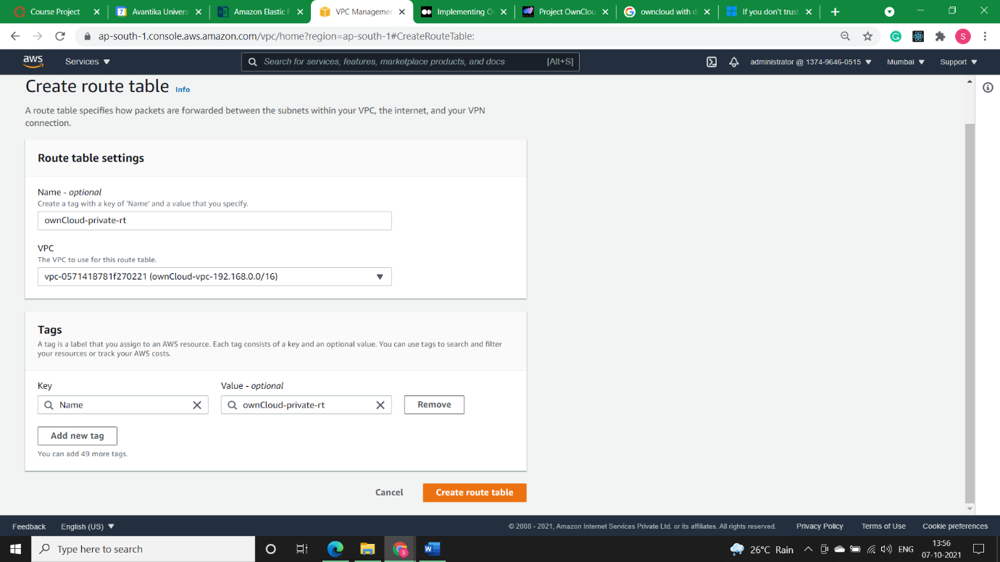 Course Project
7
Avantika Univers
Amazon Elastic F
VPC Managemen
Implementing O
Project OwnClou
owncloud with d
If you don't trust
ap-south-1.console.aws.amazon.com/vpc/home?region=ap-south-1#CreateRouteTable:
S
aws
Services
Search for services, features, marketplace products, and docs
[Alt+S]
administrator @ 1374-9646-0515
Mumbai
Support
Create route table Info
A route table specifies how packets are forwarded between the subnets within your VPC, the internet, and your VPN
connection.
Route table settings
Name - optional
Create a tag with a key of 'Name' and a value that you specify.
ownCloud-private-rt
VPC
The VPC to use for this route table.
vpc-0571418781f270221 (ownCloud-vpc-192.168.0.0/16)
Tags
A tag is a label that you assign to an AWS resource. Each tag consists of a key and an optional value. You can use tags to search and filter
your resources or track your AWS costs.
Key
Value - optional
Name
ownCloud-private-rt
Remove
Add new tag
You can add 49 more tags.
Cancel
Create route table
Feedback
English (US)
© 2008 - 2021, Amazon Internet Services Private Ltd. or its affiliates. All rights reserved.
Privacy Policy
Terms of Use
Cookie preferences
Type here to search
26°C Rain
ENG
13:56
07-10-2021